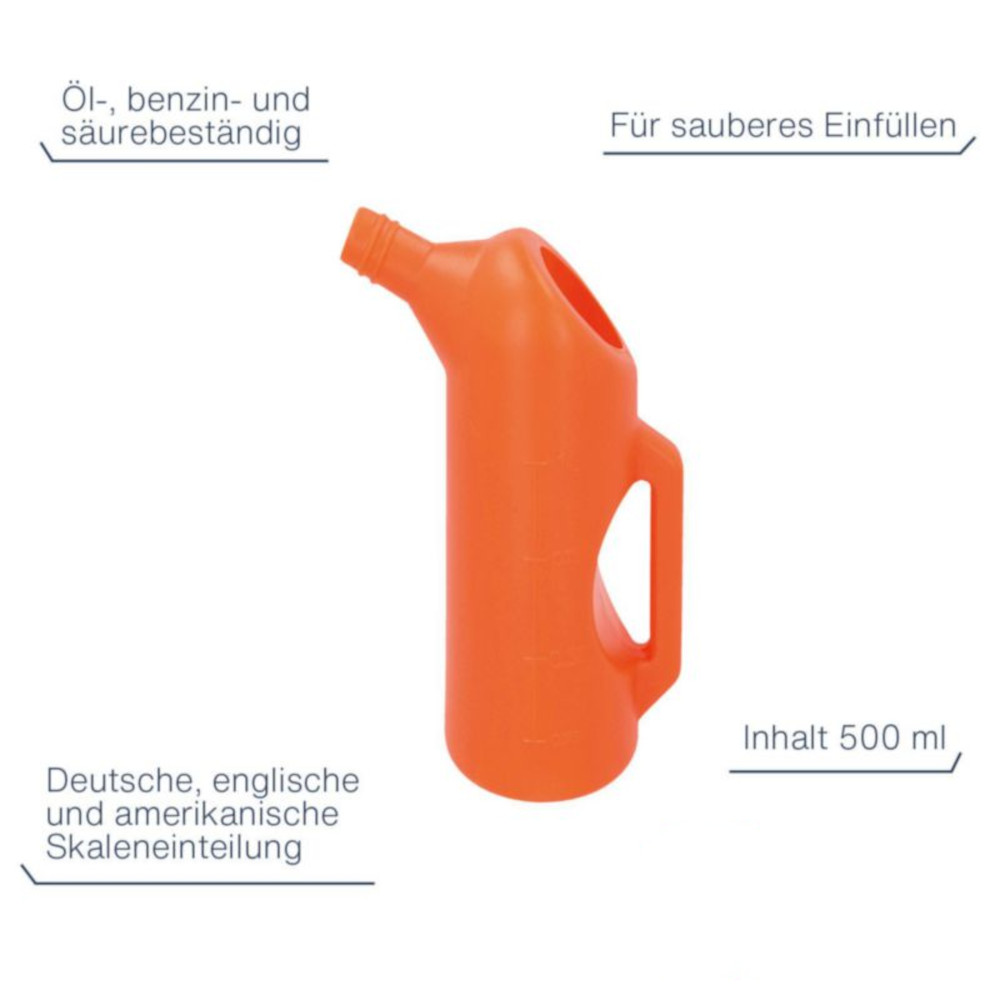 Öl-, benzin- und
säurebeständig
Für sauberes Einfüllen
Inhalt 500 ml
Deutsche, englische
und amerikanische
Skaleneinteilung